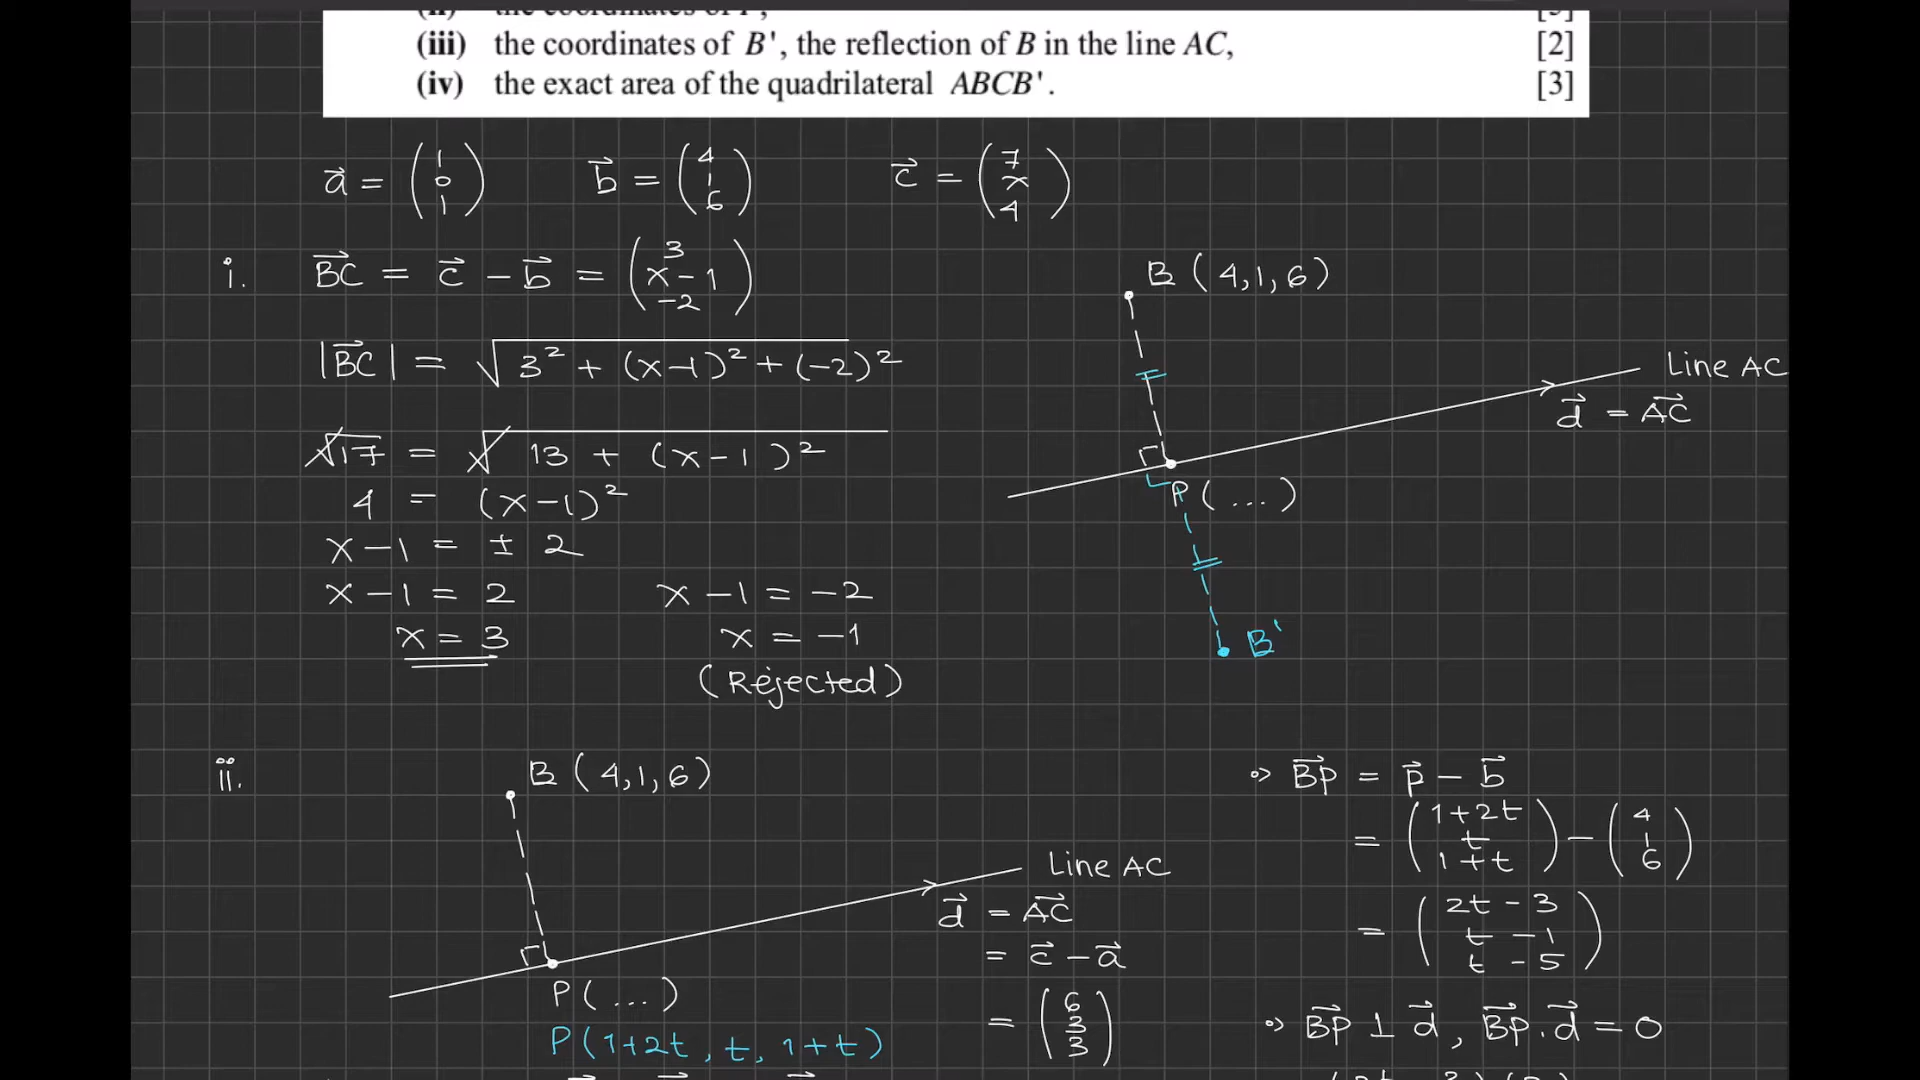 (iii) the coordinates of B', the reflection of B in the line AC, [2]
(iv) the exact area of the quadrilateral ABCB'. [3]
a⃗ = (1 0 1) b⃗ = (4 1 6) c⃗ = (7 x 4)
i. BC⃗ = c⃗ - b⃗ = (3 x-1 -2)
|BC⃗| = √(3² + (x-1)² + (-2)²)
√17 = √(13 + (x-1)²)
4 = (x-1)²
x-1 = ± 2
x-1 = 2 x-1 = -2
x = 3 x = -1
(Rejected)
B (4,1,6)
Line AC
d⃗ = AC⃗
P(...)
B'
ii. B (4,1,6)
Line AC
d⃗ = AC⃗
= c⃗ - a⃗
= (6 3 3)
P(...)
P(1+2t, t, 1+t)
BP⃗ = p⃗ - b⃗
= (1+2t t 1+t) - (4 1 6)
= (2t-3 t-1 t-5)
BP⃗ ⊥ d⃗, BP⃗.d⃗ = 0